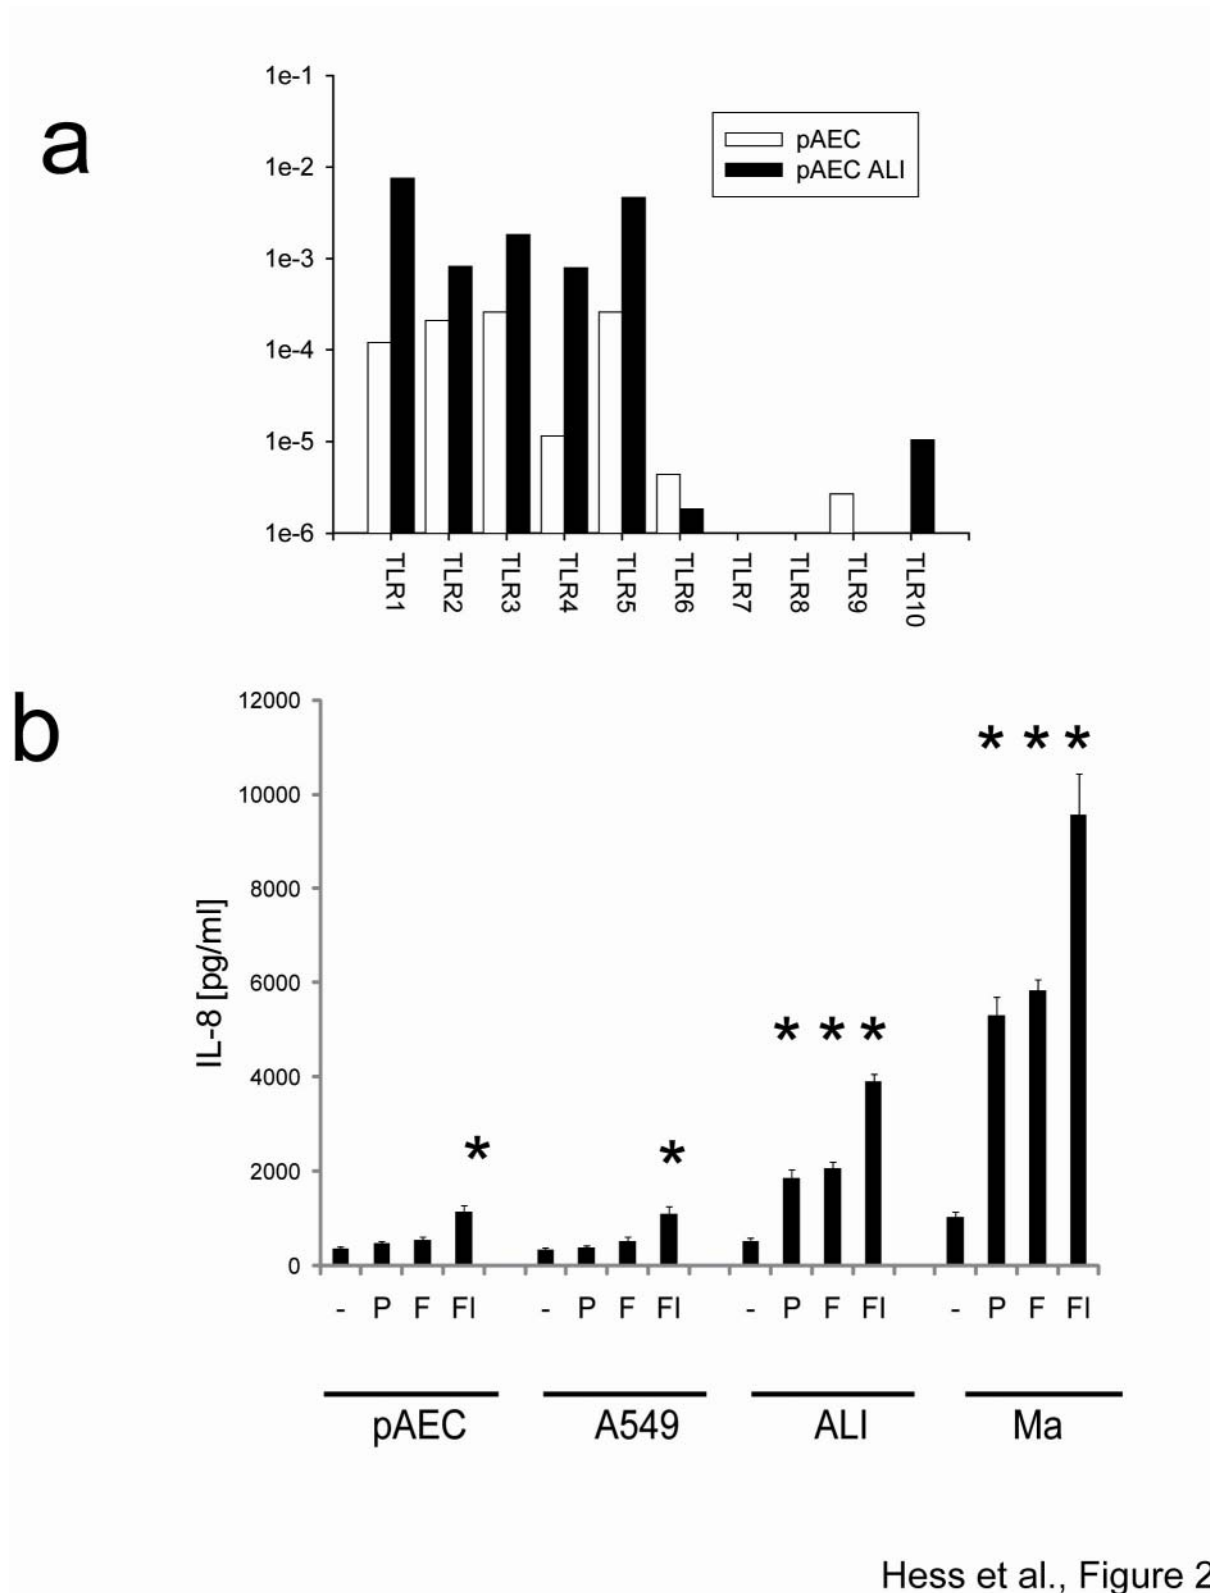 a
1e-1
1e-2
1e-3
1e-4
1e-5
1e-6
pAEC
pAEC ALI
TLR1 TLR2 TLR3 TLR4 TLR5 TLR6 TLR7 TLR8 TLR9 TLR10
b
IL-8 [pg/ml]
12000
10000
8000
6000
4000
2000
0
* * *
* * *
* *
- P F FI - P F FI - P F FI - P F FI
pAEC A549 ALI Ma
Hess et al., Figure 2